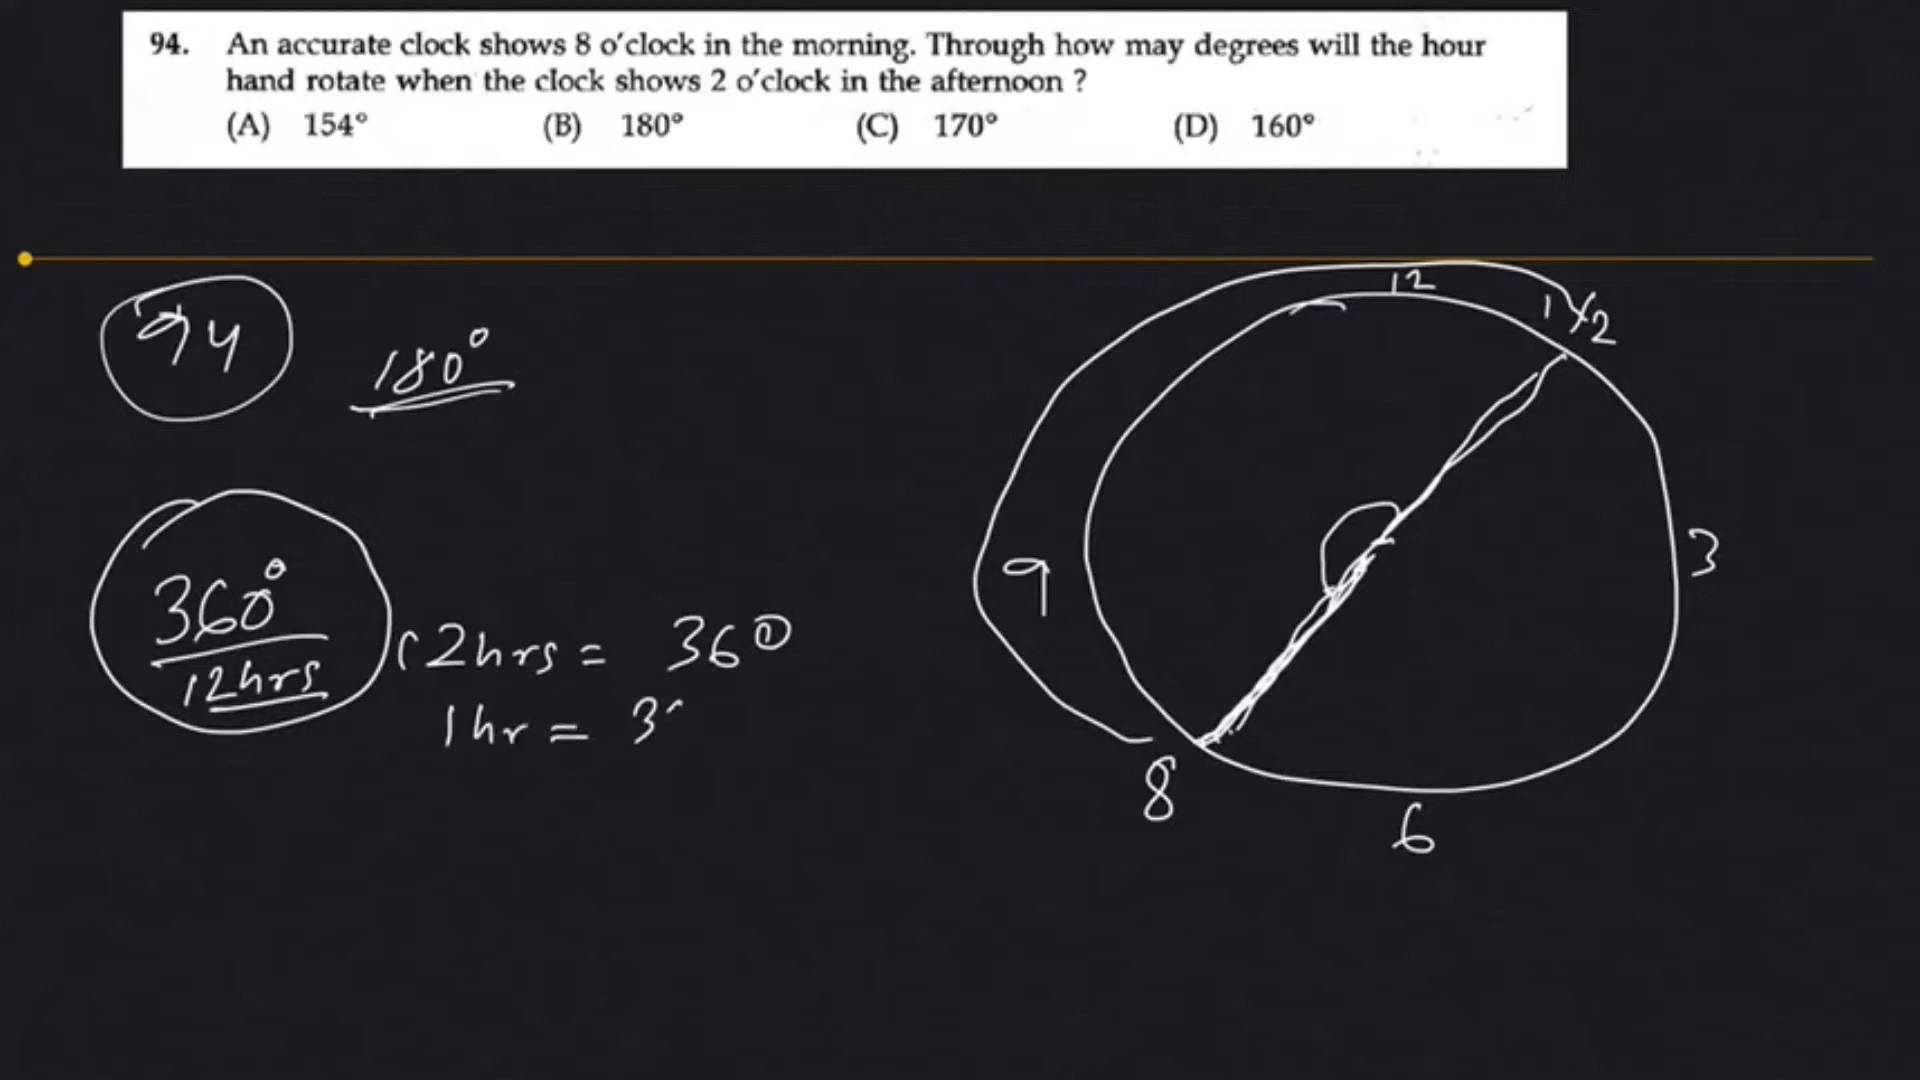 94. An accurate clock shows 8 o'clock in the morning. Through how may degrees will the hour
hand rotate when the clock shows 2 o'clock in the afternoon ?
(A) 154° (B) 180° (C) 170° (D) 160°
94
180°
360°
12hrs
12hrs = 360
1hr = 3
12
1
2
3
9
8
6